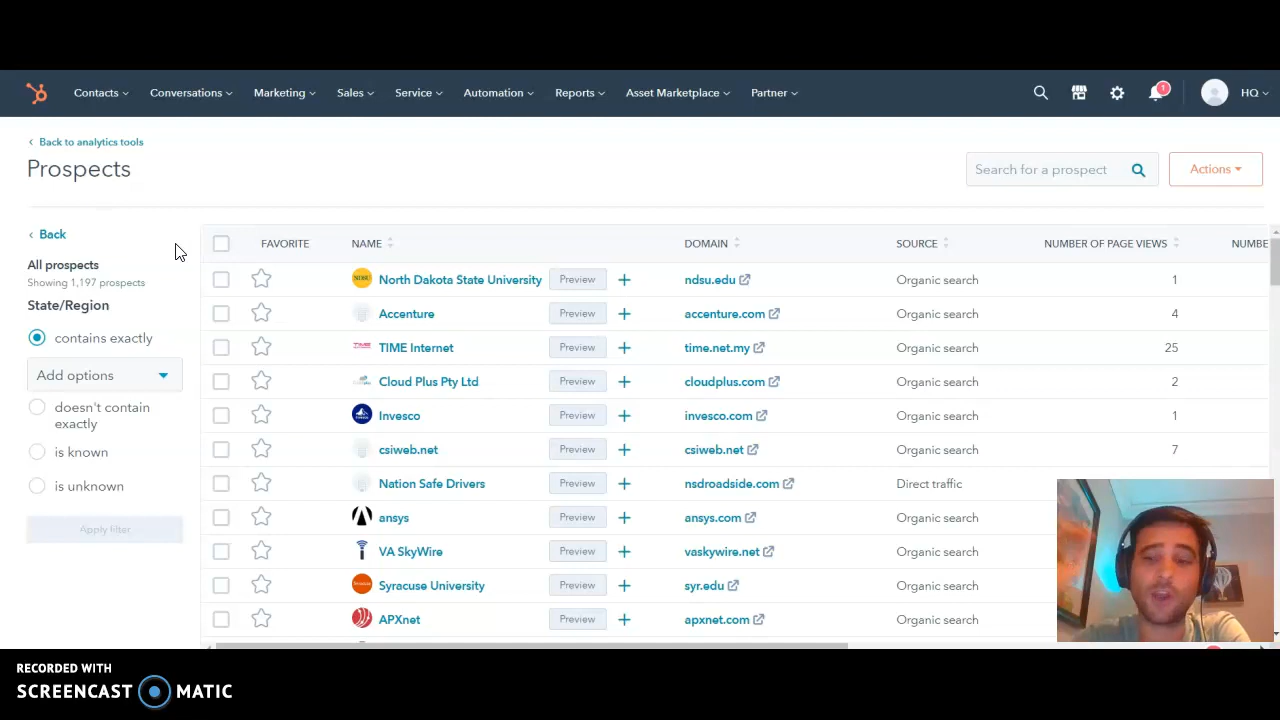 Contacts Conversations Marketing Sales Service Automation Reports Asset Marketplace Partner 1 HQ
Back to analytics tools
Prospects
Search for a prospect
Actions
Back
All prospects
Showing 1,197 prospects
State/Region
contains exactly
Add options
doesn't contain
exactly
is known
is unknown
Apply filter
FAVORITE NAME DOMAIN SOURCE NUMBER OF PAGE VIEWS NUMBE
North Dakota State University Preview + ndsu.edu Organic search 1
Accenture Preview + accenture.com Organic search 4
TIME Internet Preview + time.net.my Organic search 25
Cloud Plus Pty Ltd Preview + cloudplus.com Organic search 2
Invesco Preview + invesco.com Organic search 1
csiweb.net Preview + csiweb.net Organic search 7
Nation Safe Drivers Preview + nsdroadside.com Direct traffic
ansys Preview + ansys.com Organic search
VA SkyWire Preview + vaskywire.net Organic search
Syracuse University Preview + syr.edu Organic search
APXnet Preview + apxnet.com Organic search
RECORDED WITH
SCREENCAST MATIC